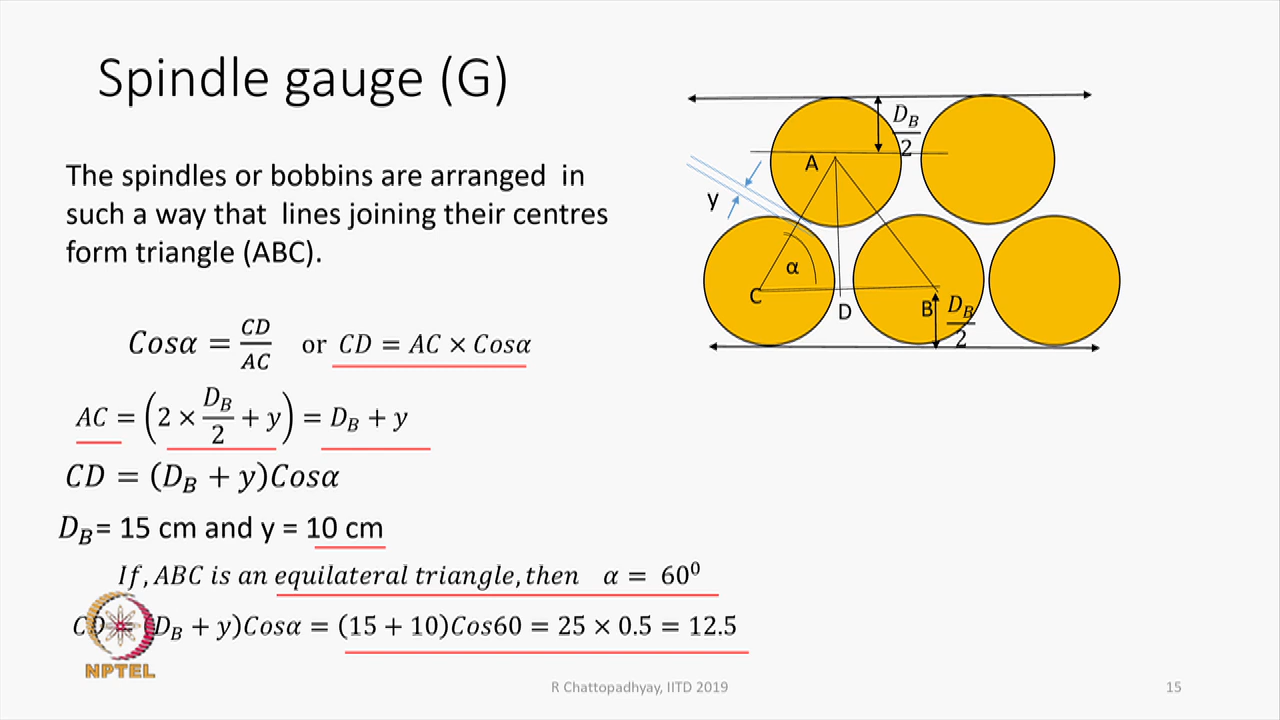 Spindle gauge (G)
The spindles or bobbins are arranged in
such a way that lines joining their centres
form triangle (ABC).
Cosα = CD/AC or CD = AC × Cosα
AC = (2 × D_B/2 + y) = D_B + y
CD = (D_B + y)Cosα
D_B= 15 cm and y = 10 cm
If, ABC is an equilateral triangle, then α = 60⁰
D_B + y)Cosα = (15 + 10)Cos60 = 25 × 0.5 = 12.5
D_B/2
A
y
α
C
D
B
D_B/2
NPTEL
R Chattopadhyay, IITD 2019
15